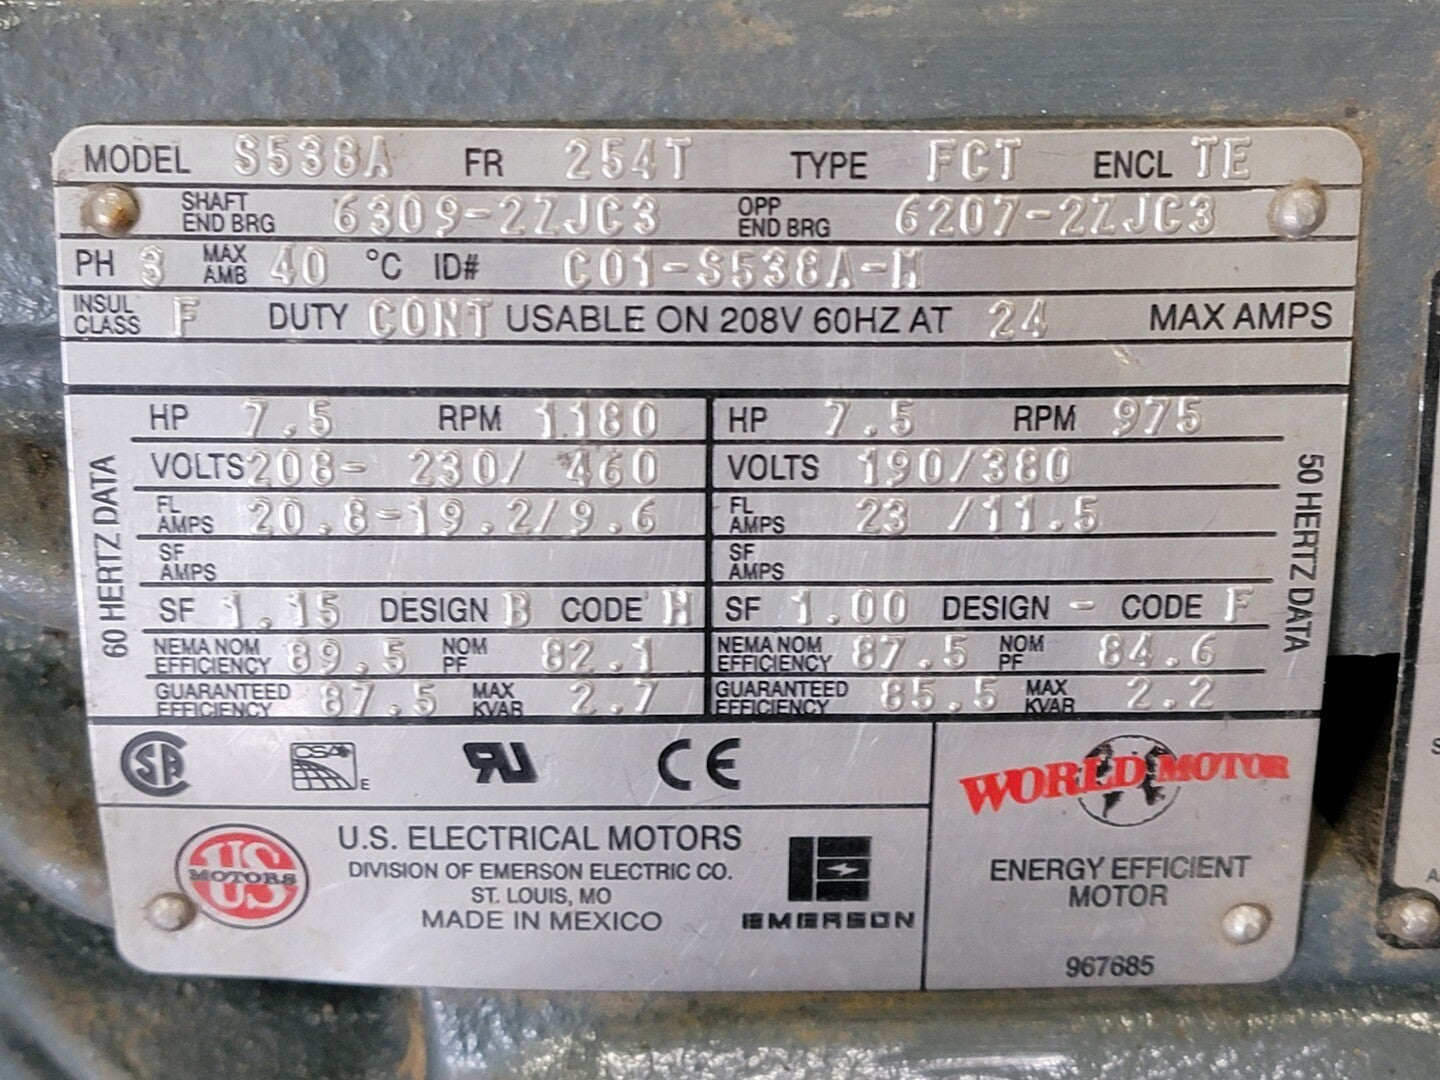 MODEL S538A FR 254T TYPE FCT ENCL TE
SHAFT END BRG 6309-2ZJC3 OPP END BRG 6207-2ZJC3
PH 3 MAX AMB 40 °C ID# C01-S538A-M
INSUL CLASS F DUTY CONT USABLE ON 208V 60HZ AT 24 MAX AMPS
60 HERTZ DATA
HP 7.5 RPM 1180
VOLTS 208- 230/ 460
FL AMPS 20.8-19.2/9.6
SF AMPS
SF 1.15 DESIGN B CODE H
NEMA NOM EFFICIENCY 89.5 NOM PF 82.1
GUARANTEED EFFICIENCY 87.5 MAX KVAR 2.7
HP 7.5 RPM 975
VOLTS 190/380
FL AMPS 23 /11.5
SF AMPS
SF 1.00 DESIGN - CODE F
NEMA NOM EFFICIENCY 87.5 NOM PF 84.6
GUARANTEED EFFICIENCY 85.5 MAX KVAR 2.2
50 HERTZ DATA
SA CSA E RU CE
US MOTORS
U.S. ELECTRICAL MOTORS
DIVISION OF EMERSON ELECTRIC CO.
ST. LOUIS, MO
MADE IN MEXICO
EMERSON
WORLD MOTOR
ENERGY EFFICIENT
MOTOR
967685